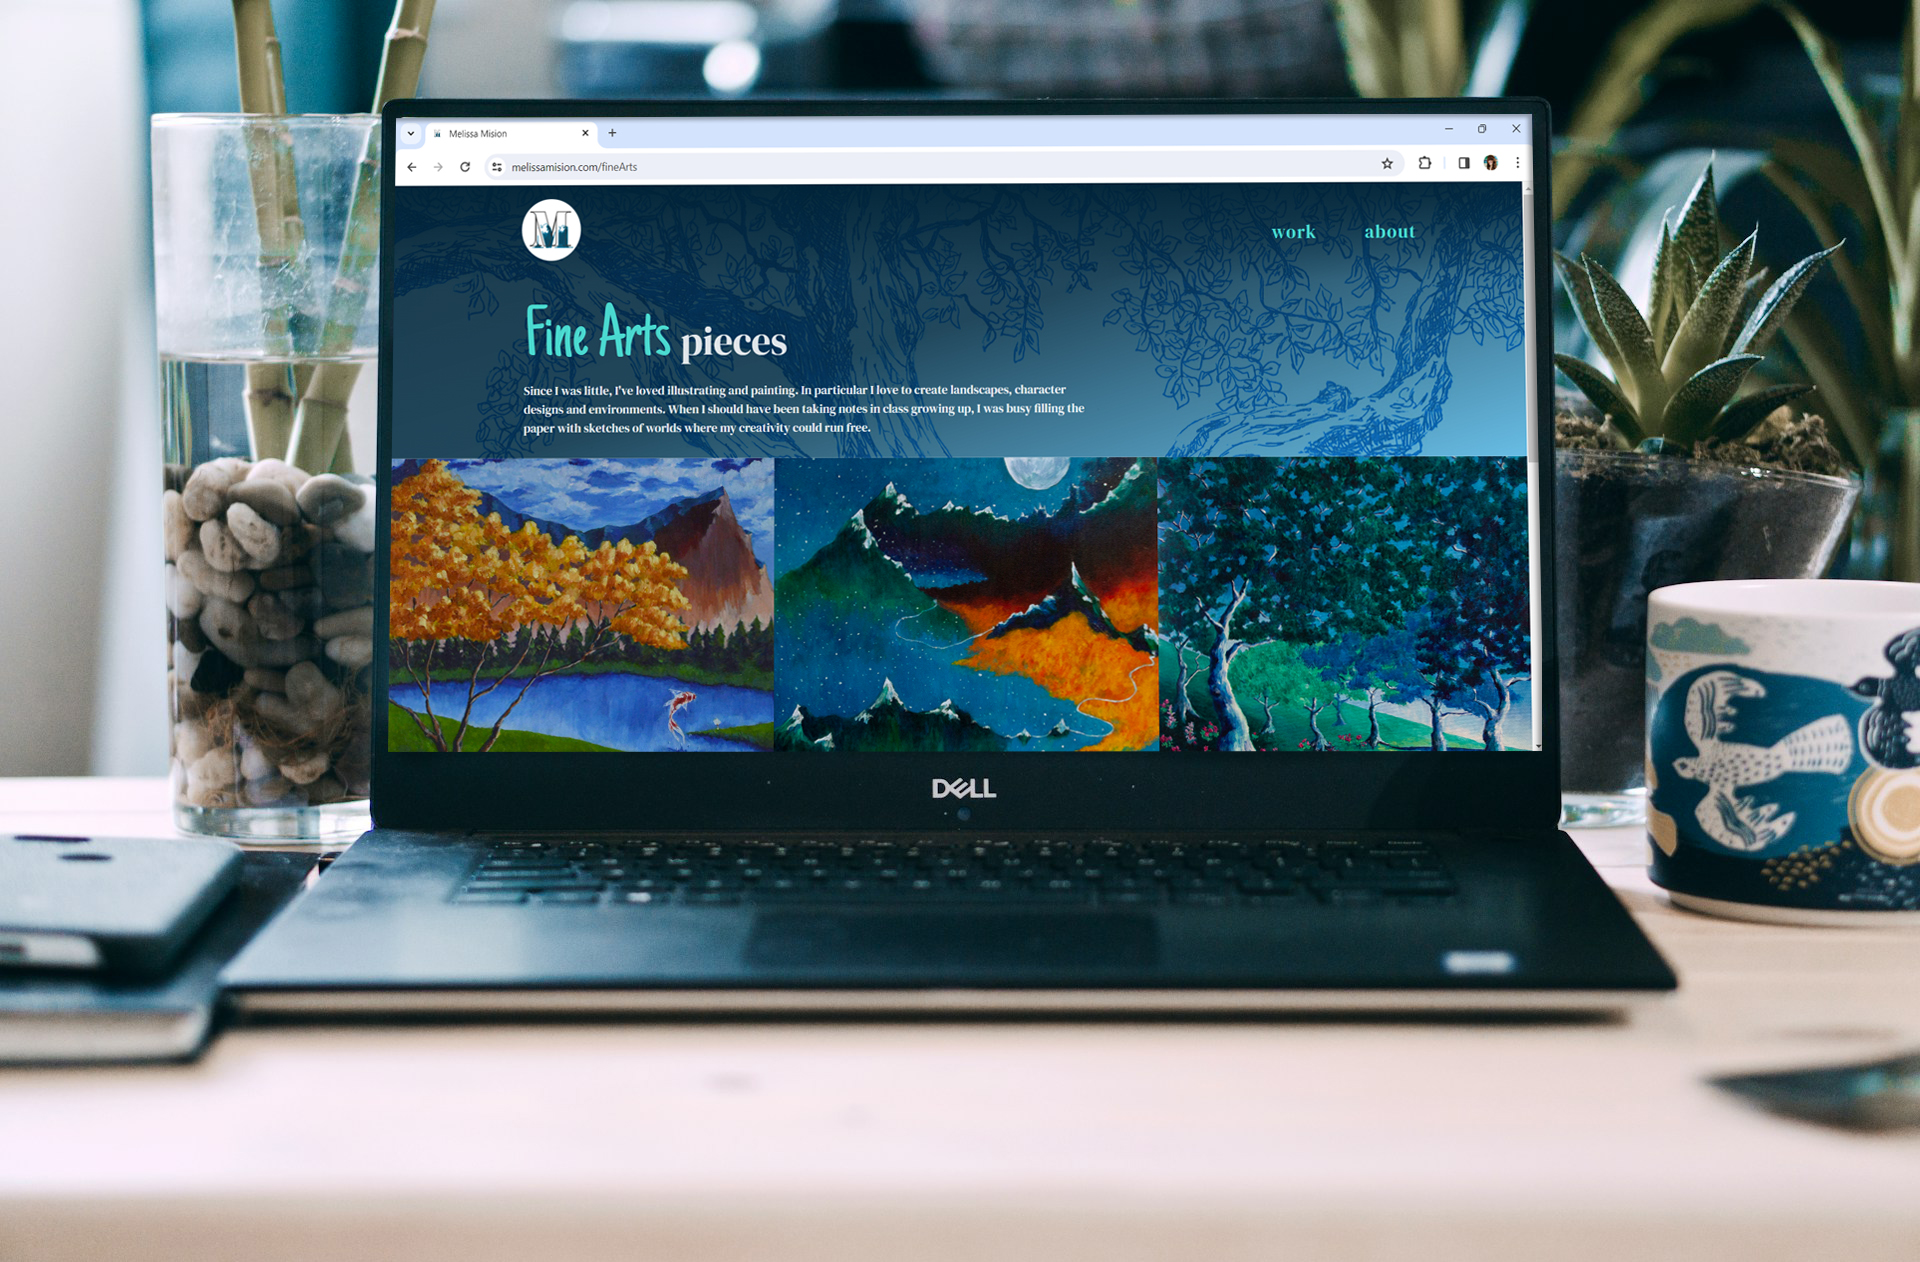 Melissa Mision
melissamision.com/fineArts
M
work about
Fine Arts pieces
Since I was little, I've loved illustrating and painting. In particular I love to create landscapes, character
designs and environments. When I should have been taking notes in class growing up, I was busy filling the
paper with sketches of worlds where my creativity could run free.
DELL